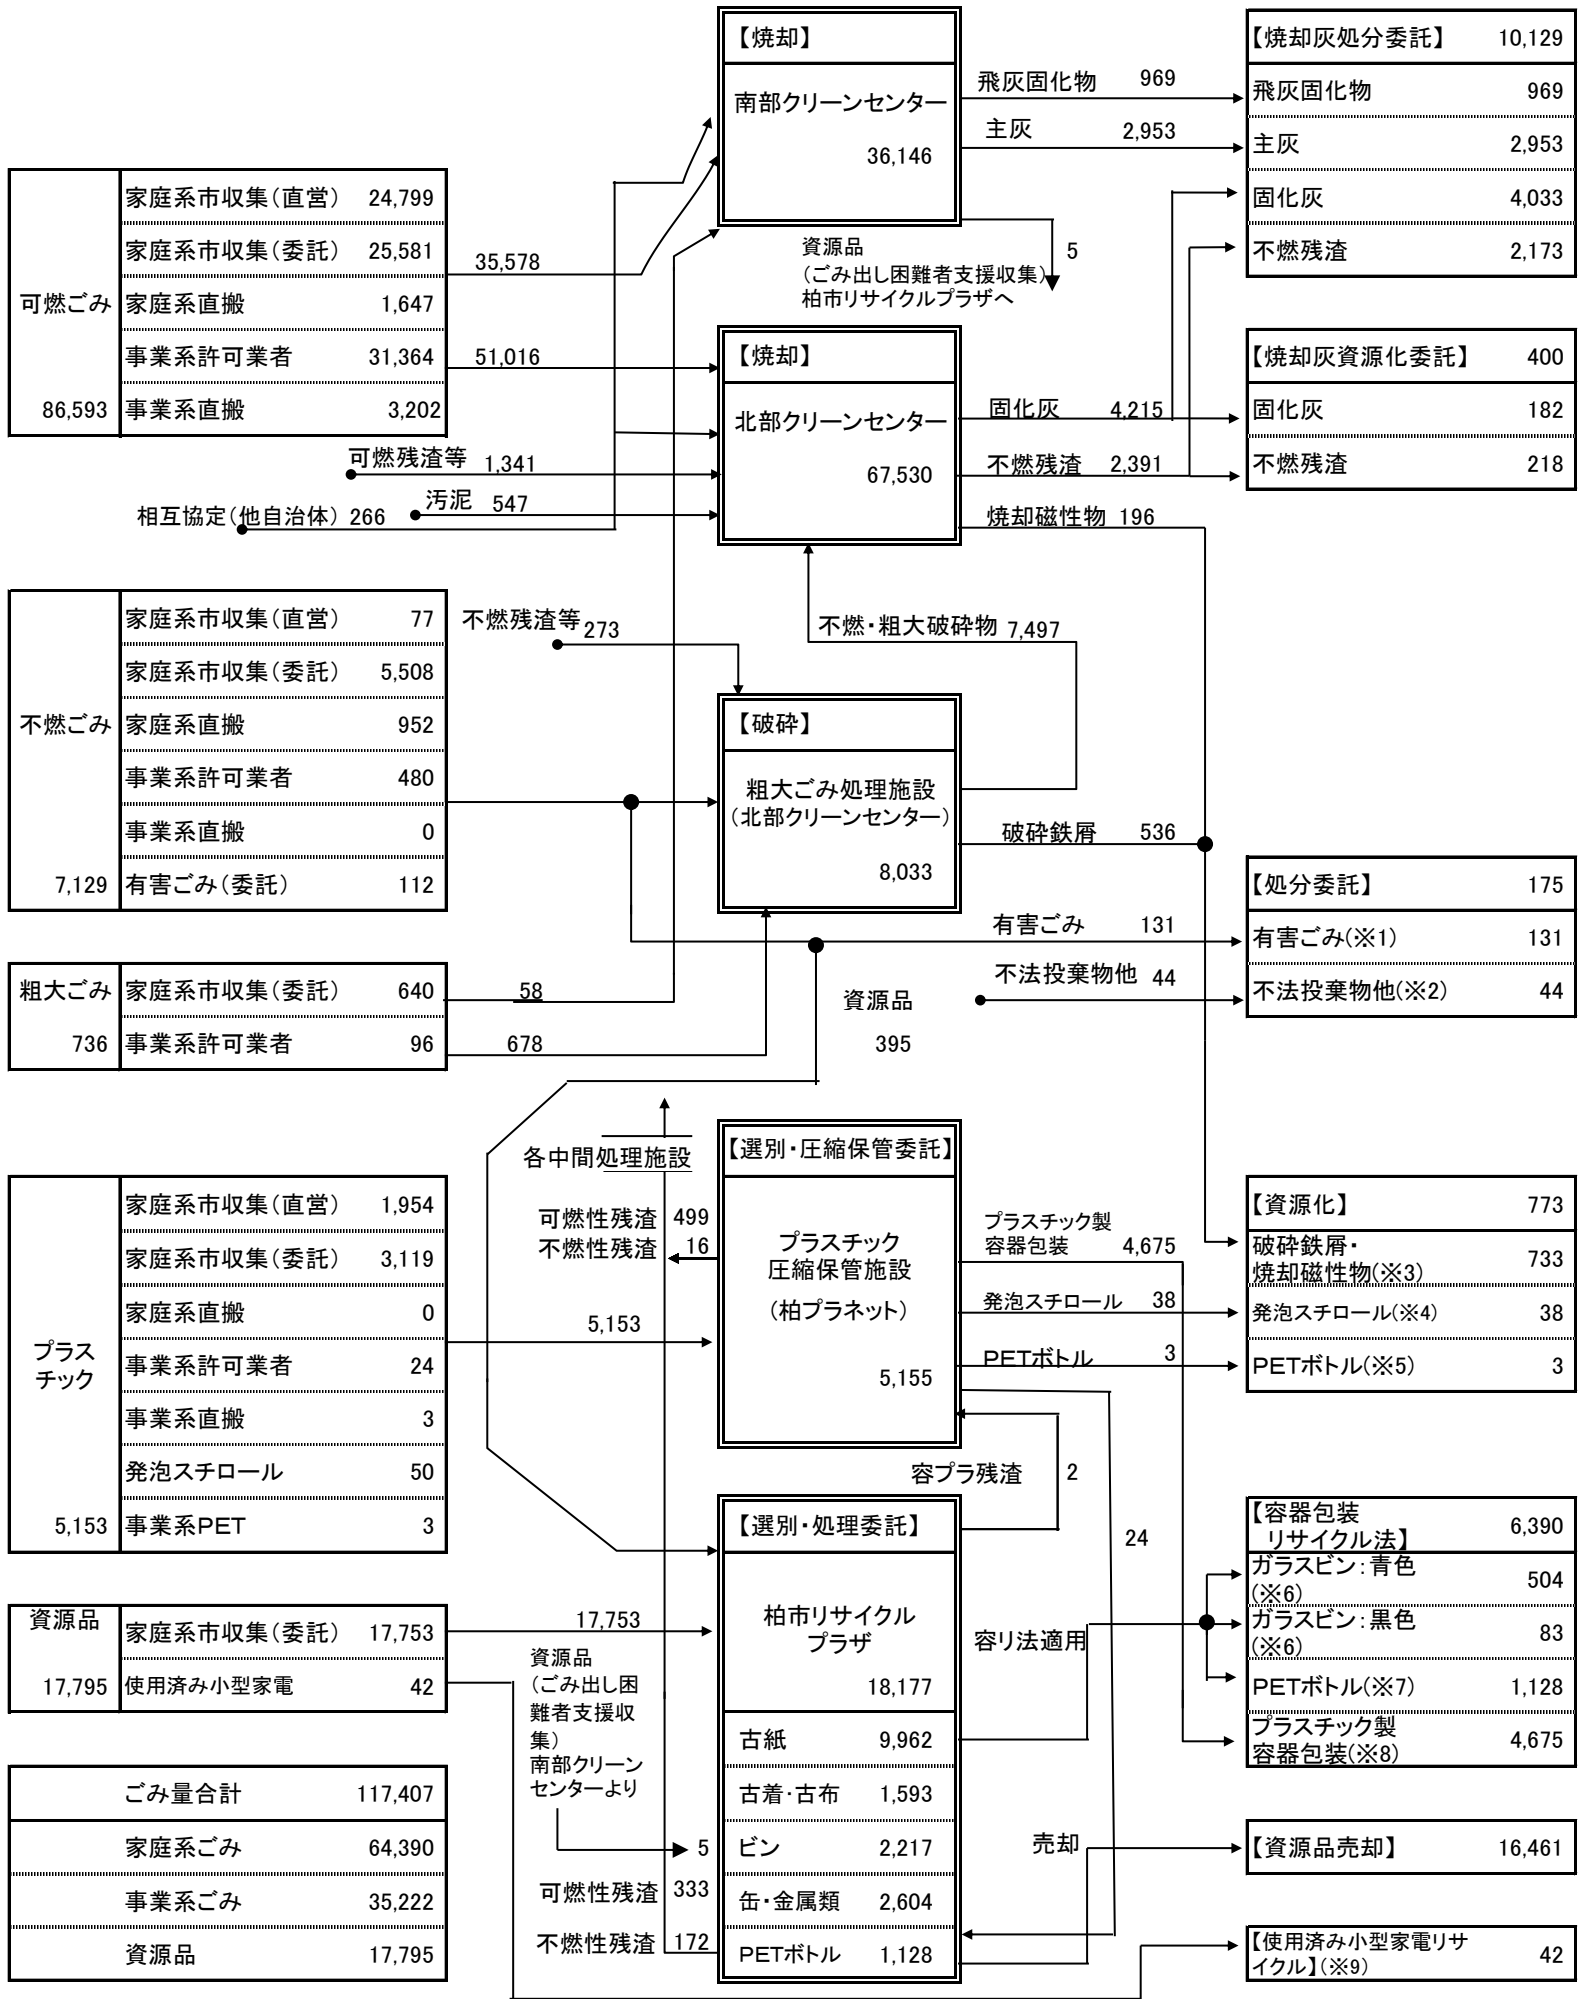 可燃ごみ
86,593
家庭系市収集(直営) 24,799
家庭系市収集(委託) 25,581
家庭系直搬 1,647
事業系許可業者 31,364
事業系直搬 3,202
35,578
51,016
可燃残渣等 1,341
汚泥 547
相互協定(他自治体) 266
不燃ごみ
7,129
家庭系市収集(直営) 77
家庭系市収集(委託) 5,508
家庭系直搬 952
事業系許可業者 480
事業系直搬 0
有害ごみ(委託) 112
不燃残渣等 273
粗大ごみ
736
家庭系市収集(委託) 640
事業系許可業者 96
58
678
プラス
チック
5,153
家庭系市収集(直営) 1,954
家庭系市収集(委託) 3,119
家庭系直搬 0
事業系許可業者 24
事業系直搬 3
発泡スチロール 50
事業系PET 3
各中間処理施設
可燃性残渣 499
不燃性残渣 16
5,153
資源品
17,795
家庭系市収集(委託) 17,753
使用済み小型家電 42
17,753
資源品
(ごみ出し困
難者支援収
集)
南部クリーン
センターより
5
可燃性残渣 333
不燃性残渣 172
ごみ量合計 117,407
家庭系ごみ 64,390
事業系ごみ 35,222
資源品 17,795
【焼却】
南部クリーンセンター
36,146
飛灰固化物 969
主灰 2,953
資源品
(ごみ出し困難者支援収集)
柏市リサイクルプラザへ
5
【焼却】
北部クリーンセンター
67,530
固化灰 4,215
不燃残渣 2,391
焼却磁性物 196
不燃・粗大破砕物 7,497
【破砕】
粗大ごみ処理施設
(北部クリーンセンター)
8,033
破砕鉄屑 536
有害ごみ 131
不法投棄物他 44
資源品
395
【選別・圧縮保管委託】
プラスチック
圧縮保管施設
(柏プラネット)
5,155
プラスチック製
容器包装 4,675
発泡スチロール 38
PETボトル 3
容プラ残渣 2
24
【選別・処理委託】
柏市リサイクル
プラザ
18,177
古紙 9,962
古着・古布 1,593
ビン 2,217
缶・金属類 2,604
PETボトル 1,128
容リ法適用
売却
【焼却灰処分委託】 10,129
飛灰固化物 969
主灰 2,953
固化灰 4,033
不燃残渣 2,173
【焼却灰資源化委託】 400
固化灰 182
不燃残渣 218
【処分委託】 175
有害ごみ(※1) 131
不法投棄物他(※2) 44
【資源化】 773
破砕鉄屑・
焼却磁性物(※3) 733
発泡スチロール(※4) 38
PETボトル(※5) 3
【容器包装
リサイクル法】 6,390
ガラスビン:青色
(※6) 504
ガラスビン:黒色
(※6) 83
PETボトル(※7) 1,128
プラスチック製
容器包装(※8) 4,675
【資源品売却】 16,461
【使用済み小型家電リサ
イクル】(※9) 42